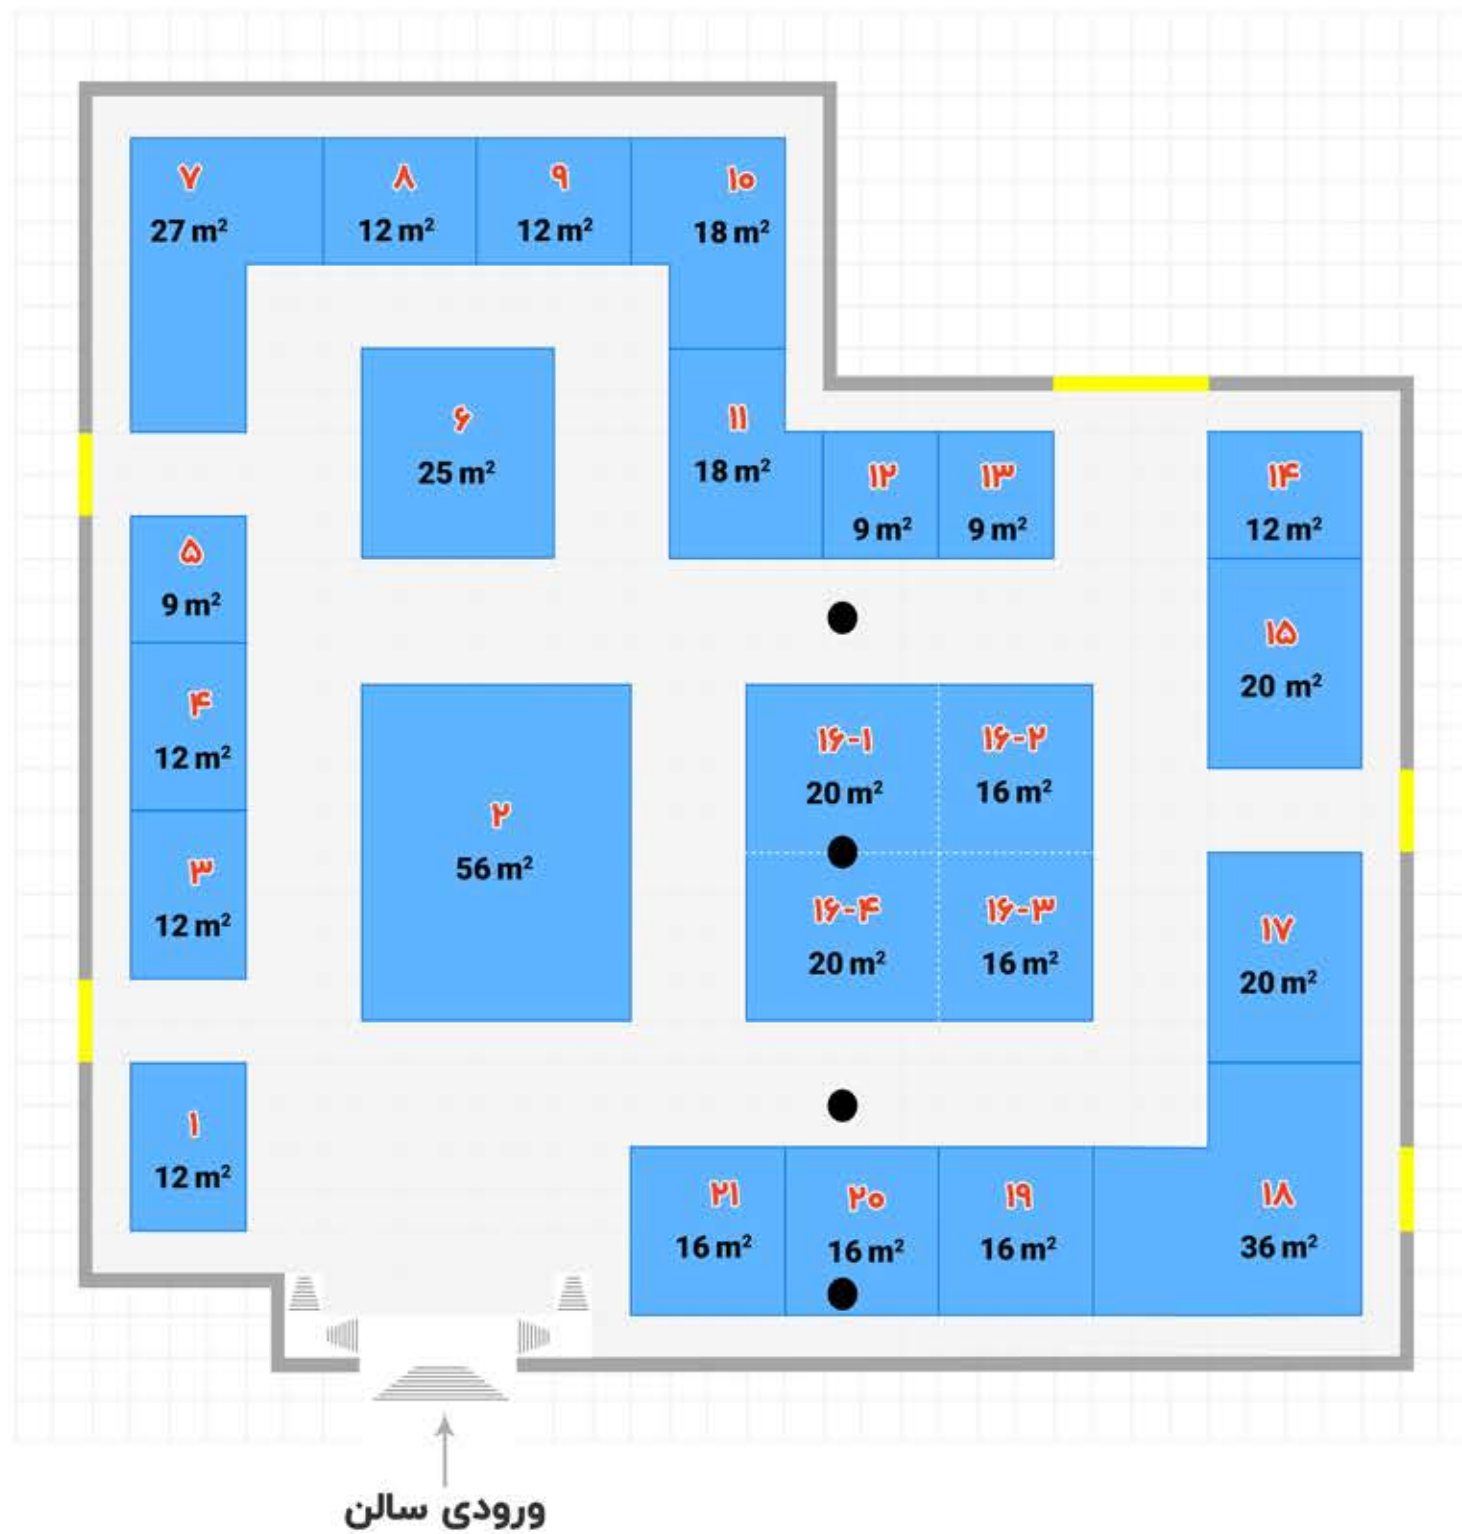 ۷
27 m²
۸
12 m²
۹
12 m²
۱۰
18 m²
۶
25 m²
۱۱
18 m²
۱۲
9 m²
۱۳
9 m²
۱۴
12 m²
۵
9 m²
۱۵
20 m²
۴
12 m²
۱۶-۱
20 m²
۱۶-۲
16 m²
۲
56 m²
۳
12 m²
۱۶-۴
20 m²
۱۶-۳
16 m²
۱۷
20 m²
۱
12 m²
۲۱
16 m²
۲۰
16 m²
۱۹
16 m²
۱۸
36 m²
ورودی سالن